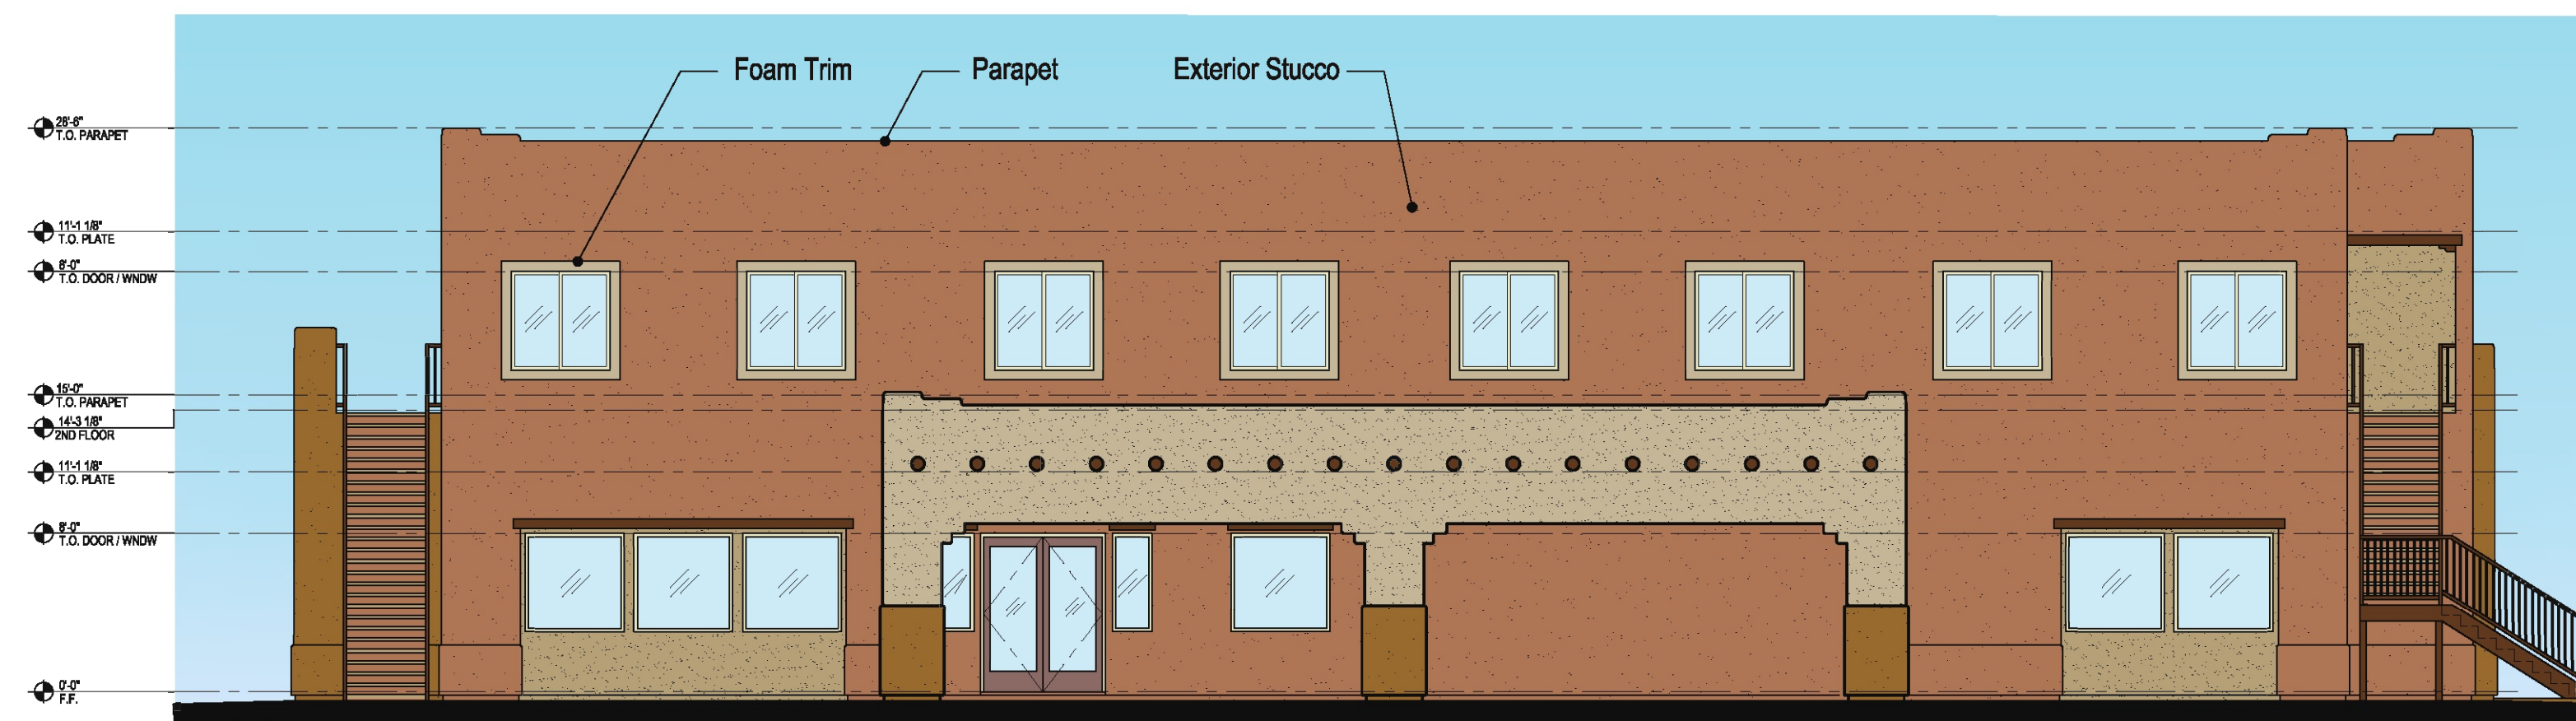 Foam Trim
Parapet
Exterior Stucco
28'-6"
T.O. PARAPET
11'-1 1/8"
T.O. PLATE
8'-0"
T.O. DOOR / WNDW
15'-0"
T.O. PARAPET
14'-3 1/8"
2ND FLOOR
11'-1 1/8"
T.O. PLATE
8'-0"
T.O. DOOR / WNDW
0'-0"
F.F.